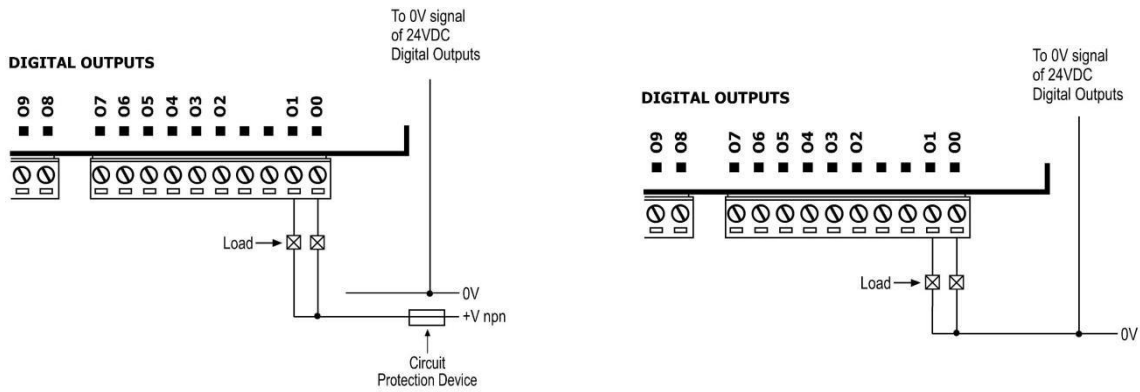 To 0V signal
of 24VDC
Digital Outputs
DIGITAL OUTPUTS
O9 O8 O7 O6 O5 O4 O3 O2 O1 O0
Load
0V
+V npn
Circuit
Protection Device
To 0V signal
of 24VDC
Digital Outputs
DIGITAL OUTPUTS
O9 O8 O7 O6 O5 O4 O3 O2 O1 O0
Load
0V